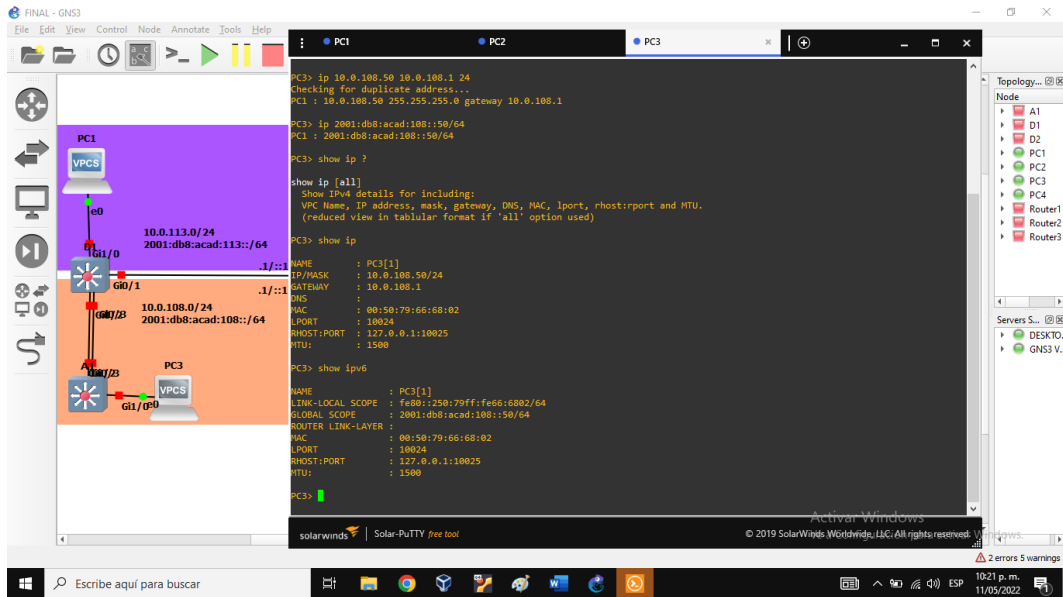 FINAL - GNS3
File Edit View Control Node Annotate Tools Help
PC1
PC2
PC3
PC3> ip 10.0.108.50 10.0.108.1 24
Checking for duplicate address...
PC1 : 10.0.108.50 255.255.255.0 gateway 10.0.108.1
PC3> ip 2001:db8:acad:108::50/64
PC1 : 2001:db8:acad:108::50/64
PC3> show ip ?
show ip [all]
Show IPv4 details for including:
VPC Name, IP address, mask, gateway, DNS, MAC, lport, rhost:rport and MTU.
(reduced view in tablular format if 'all' option used)
PC3> show ip
NAME : PC3[1]
IP/MASK : 10.0.108.50/24
GATEWAY : 10.0.108.1
DNS :
MAC : 00:50:79:66:68:02
LPORT : 10024
RHOST:PORT : 127.0.0.1:10025
MTU: : 1500
PC3> show ipv6
NAME : PC3[1]
LINK-LOCAL SCOPE : fe80::250:79ff:fe66:6802/64
GLOBAL SCOPE : 2001:db8:acad:108::50/64
ROUTER LINK-LAYER :
MAC : 00:50:79:66:68:02
LPORT : 10024
RHOST:PORT : 127.0.0.1:10025
MTU: : 1500
PC3>
solarwinds Solar-PuTTY free tool
© 2019 SolarWinds Worldwide, LLC. All rights reserved.
Activar Windows
PC1
VPCS
e0
10.0.113.0/24
2001:db8:acad:113::/64
D1
Gi1/0
.1/::1
Gi0/1
.1/::1
10.0.108.0/24
2001:db8:acad:108::/64
PC3
VPCS
Gi1/0
e0
Topology...
Node
A1
D1
D2
PC1
PC2
PC3
PC4
Router1
Router2
Router3
Servers S...
DESKTO.
GNS3 V.
2 errors 5 warnings
Escribe aquí para buscar
ESP
10:21 p. m.
11/05/2022